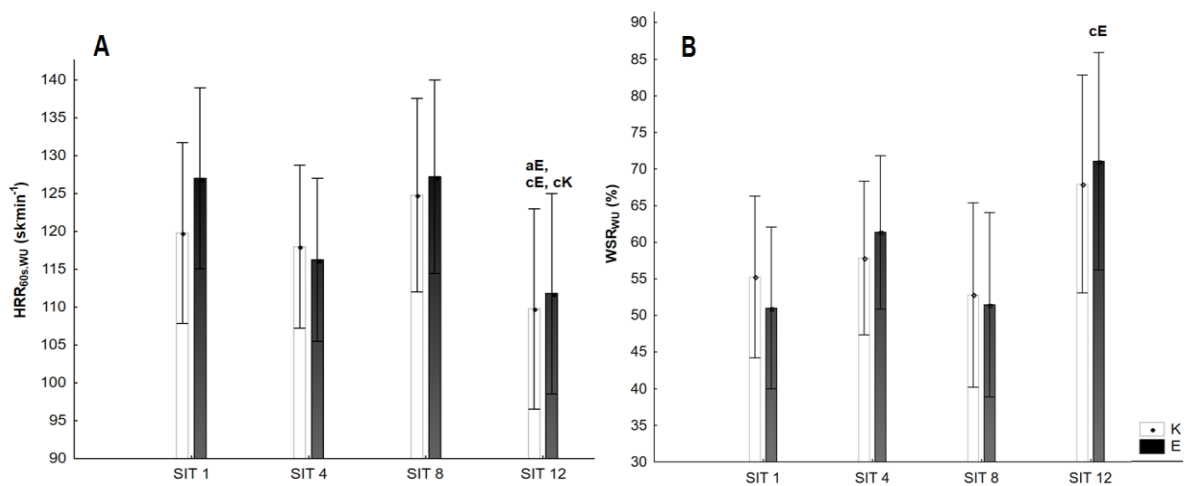 A
HRR60s.WU (sk·min-1)
140
135
130
125
120
115
110
105
100
95
90
aE,
cE, cK
SIT 1
SIT 4
SIT 8
SIT 12
B
WSRWU (%)
90
85
80
75
70
65
60
55
50
45
40
35
30
cE
SIT 1
SIT 4
SIT 8
SIT 12
K
E